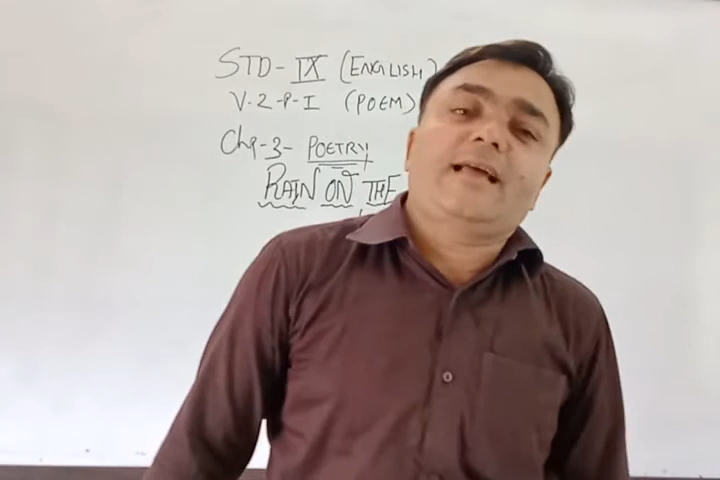 STD - IX (ENGLISH)
V-2-P-I (POEM)
Chp-3- POETRY
RAIN ON THE